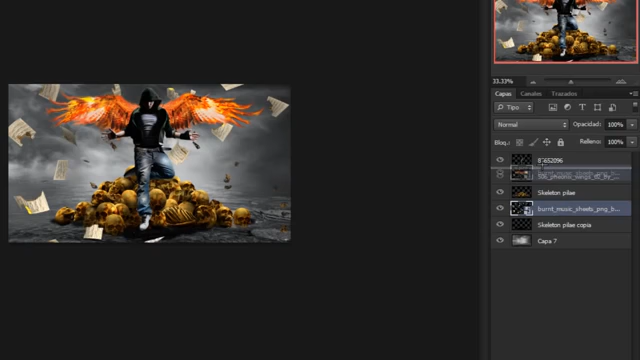 33.33%
Capas Canales Trazados
Tipo
Normal Opacidad: 100%
Bloq.: Relleno: 100%
Skeleton pilae
burnt_music_sheets_png_b...
Skeleton pilae copia
Capa 7